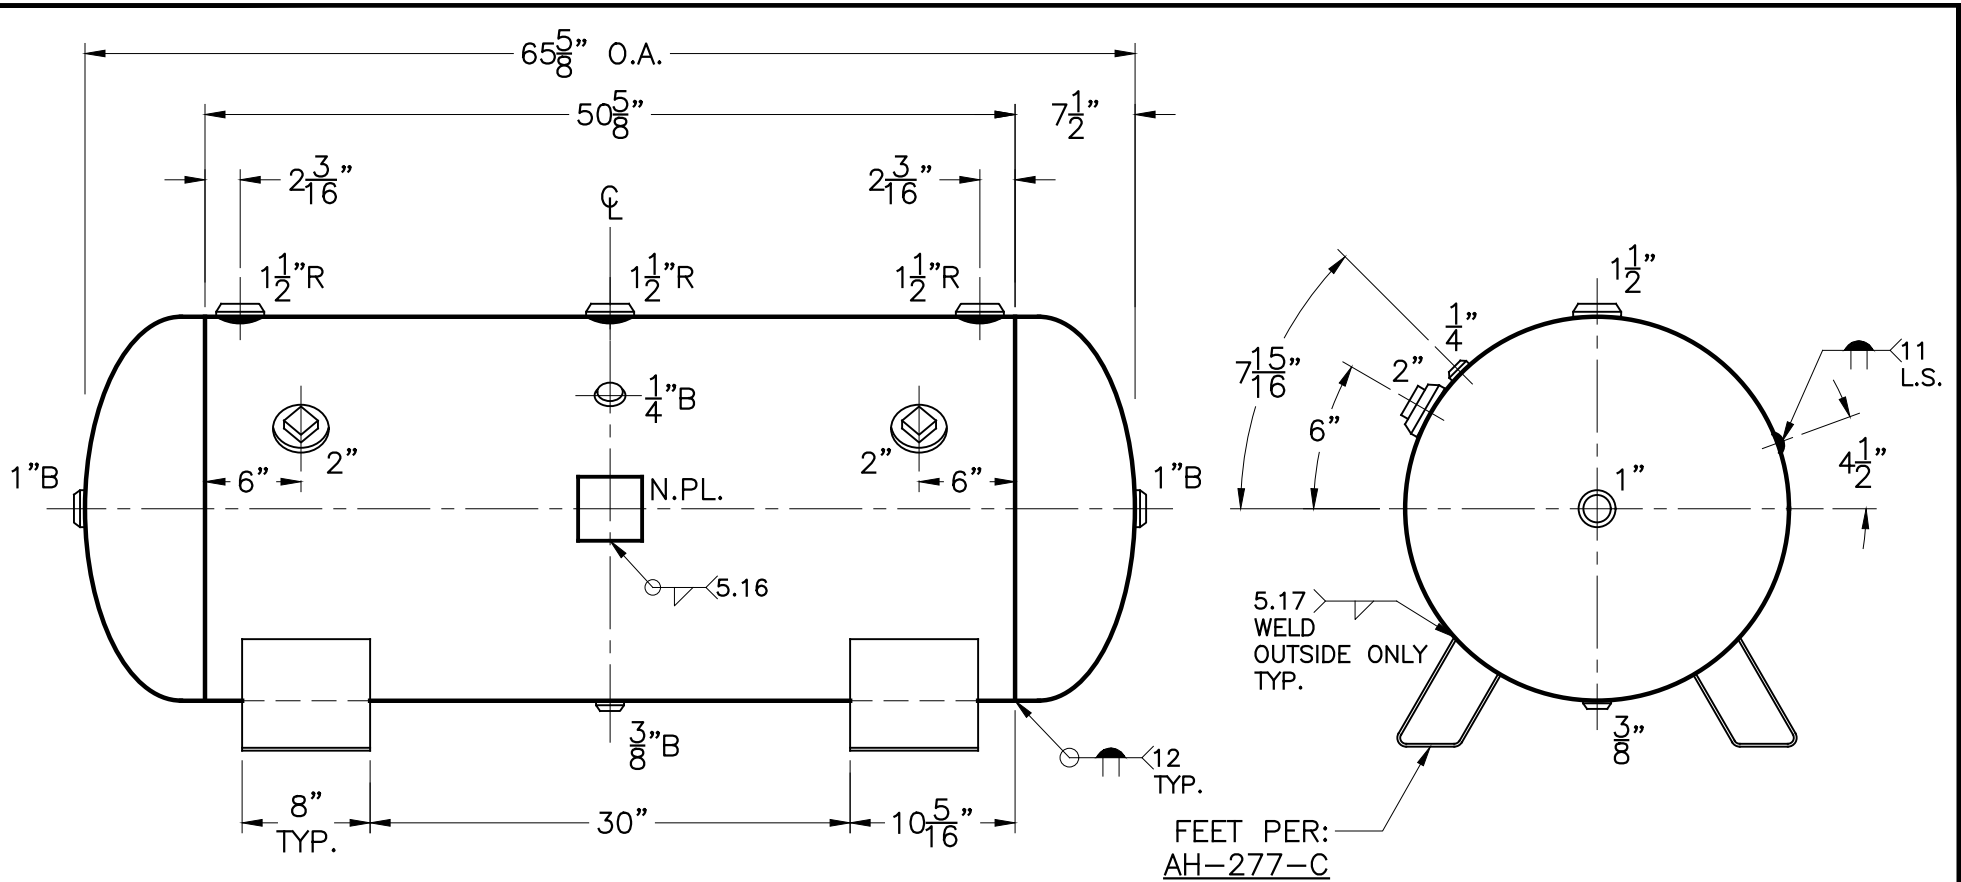 65 5/8" O.A.
50 5/8"
7 1/2"
2 3/16"
2 3/16"
℄
1 1/2"R
1 1/2"R
1 1/2"R
1/4"B
2"
2"
6"
6"
1"B
1"B
N.PL.
5.16
3/8"B
12
TYP.
8"
TYP.
30"
10 5/16"
1 1/2"
1/4"
2"
7 15/16"
6"
11
L.S.
4 1/2"
1"
5.17
WELD
OUTSIDE ONLY
TYP.
3/8"
FEET PER:
AH-277-C